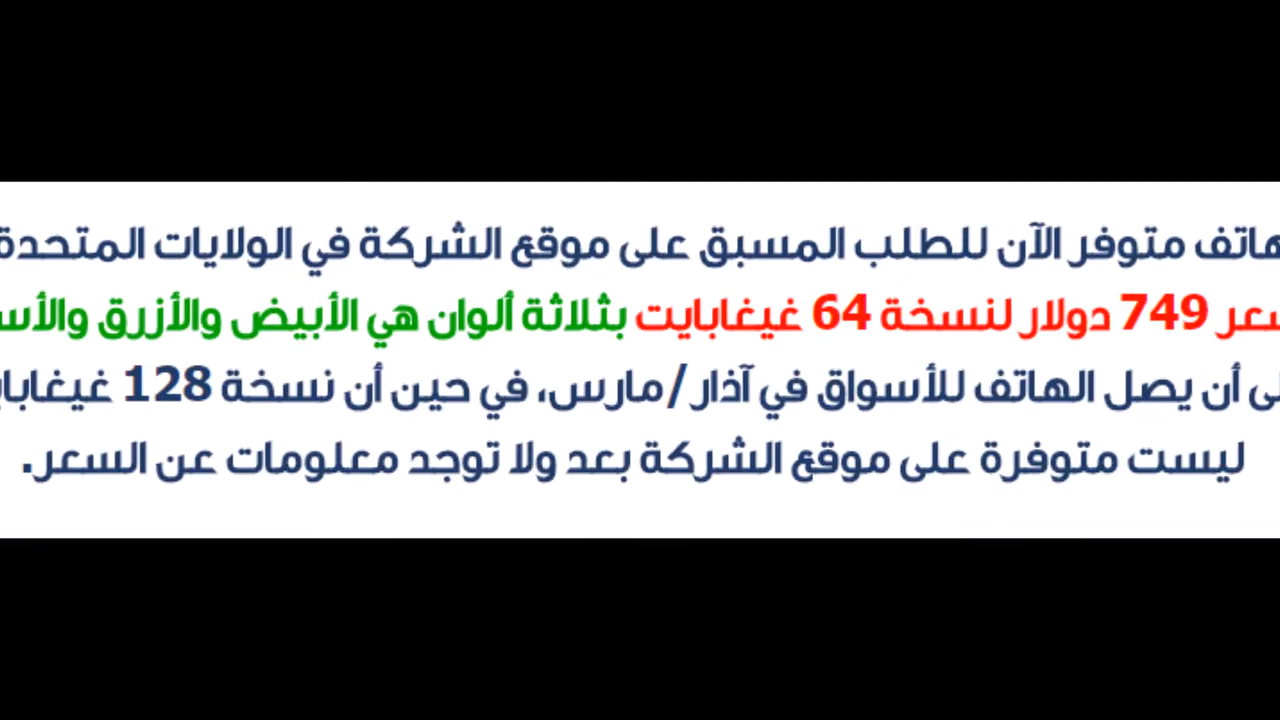 هاتف متوفر الآن للطلب المسبق على موقع الشركة في الولايات المتحدة
سعر 749 دولار لنسخة 64 غيغابايت بثلاثة ألوان هي الأبيض والأزرق والأس
لى أن يصل الهاتف للأسواق في آذار/مارس، في حين أن نسخة 128 غيغاباي
ليست متوفرة على موقع الشركة بعد ولا توجد معلومات عن السعر.